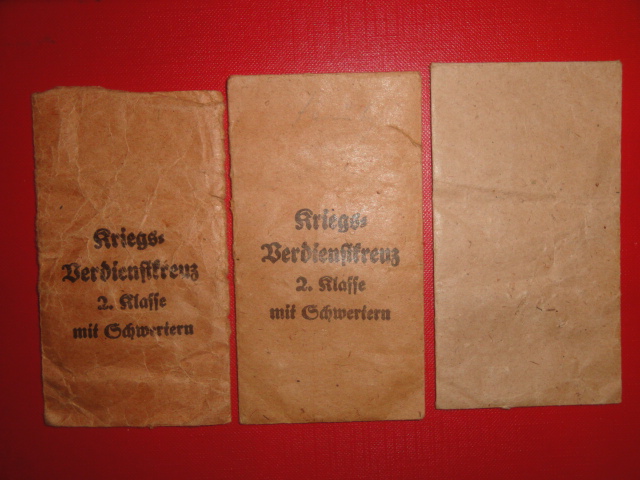 Kriegs-
Verdienstkreuz
2. Klasse
mit Schwertern
Kriegs-
Verdienstkreuz
2. Klasse
mit Schwertern